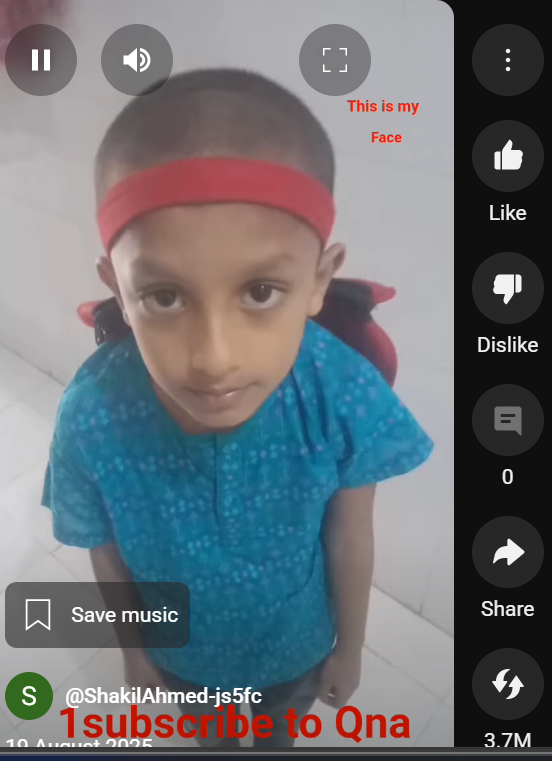 This is my
Face
Like
Dislike
0
Share
Save music
S
@ShakilAhmed-js5fc
1subscribe to Qna
19 August 2025
3.7M